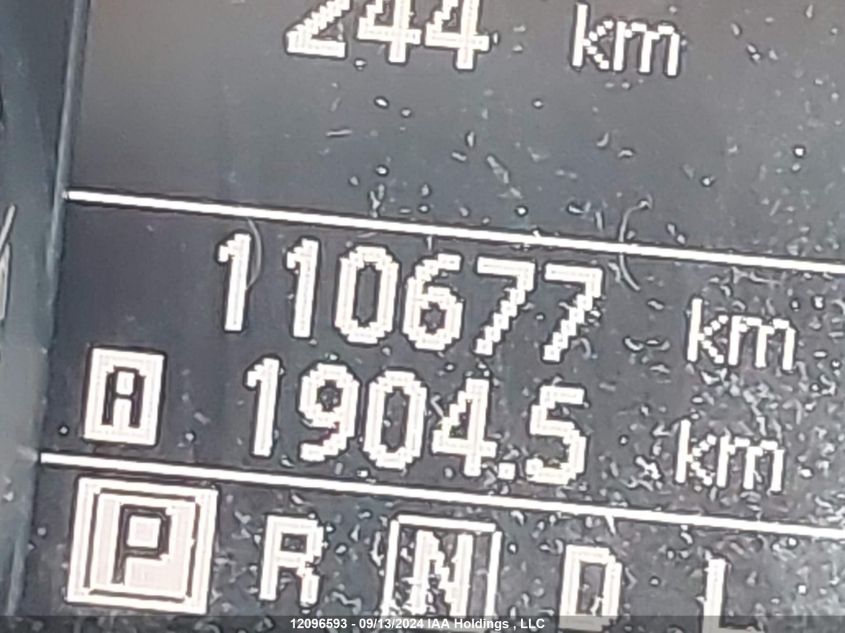 244 km
110677 km
A 1904.5 km
P R N D L
12096593 - 09/13/2024 IAA Holdings , LLC